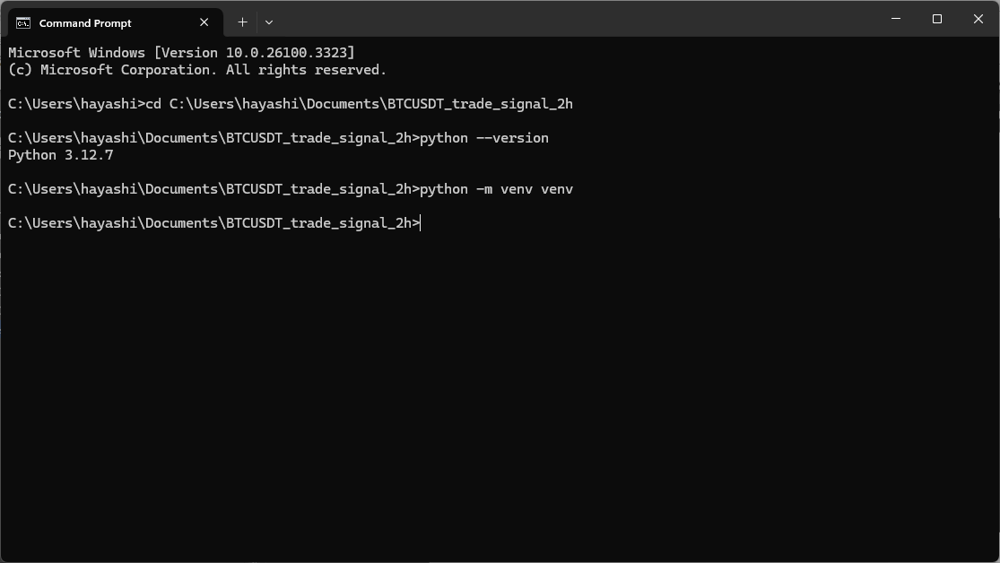 Command Prompt
Microsoft Windows [Version 10.0.26100.3323]
(c) Microsoft Corporation. All rights reserved.
C:\Users\hayashi>cd C:\Users\hayashi\Documents\BTCUSDT_trade_signal_2h
C:\Users\hayashi\Documents\BTCUSDT_trade_signal_2h>python --version
Python 3.12.7
C:\Users\hayashi\Documents\BTCUSDT_trade_signal_2h>python -m venv venv
C:\Users\hayashi\Documents\BTCUSDT_trade_signal_2h>